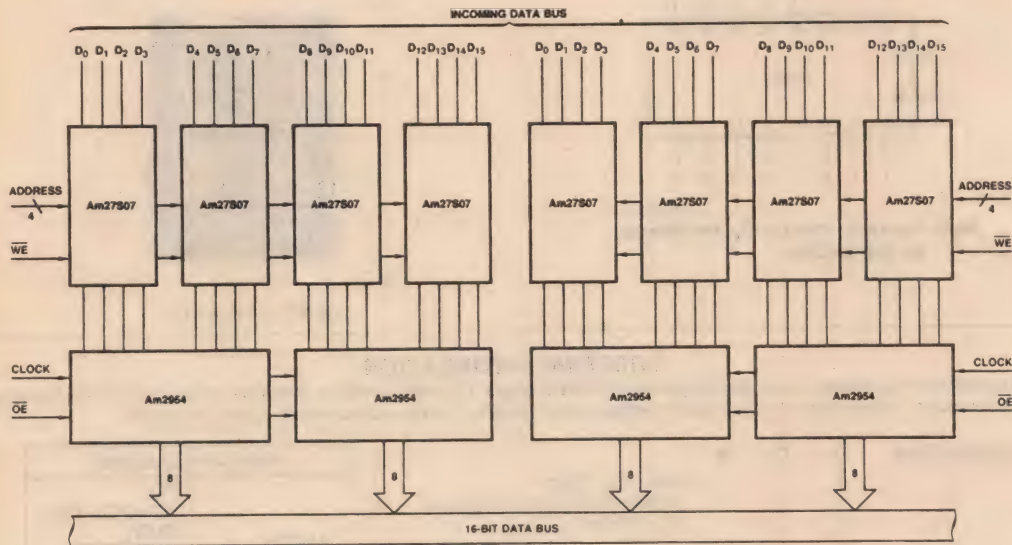 INCOMING DATA BUS
D0 D1 D2 D3 D4 D5 D6 D7 D8 D9 D10 D11 D12 D13 D14 D15 D0 D1 D2 D3 D4 D5 D6 D7 D8 D9 D10 D11 D12 D13 D14 D15
ADDRESS 4 Am27S07 Am27S07 Am27S07 Am27S07 Am27S07 Am27S07 Am27S07 Am27S07 ADDRESS 4
WE WE
CLOCK CLOCK
OE Am2954 Am2954 Am2954 Am2954 OE
8 8 8 8
16-BIT DATA BUS